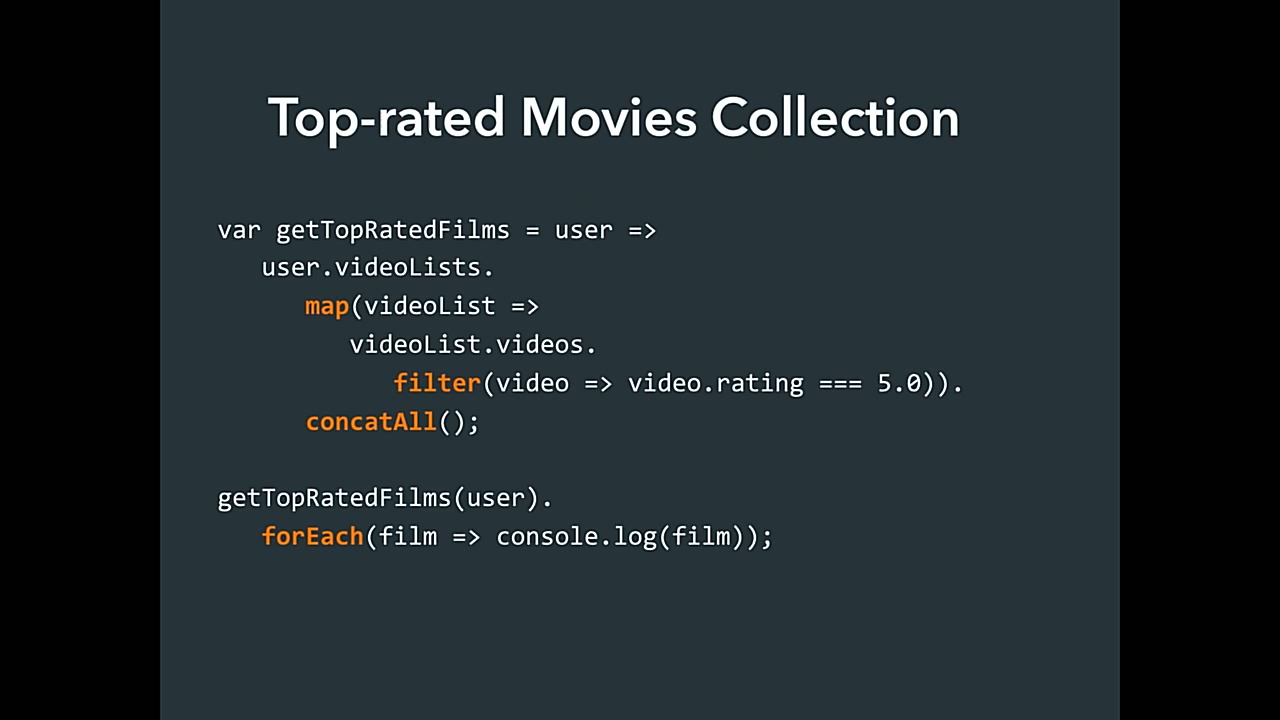 Top-rated Movies Collection
var getTopRatedFilms = user =>
user.videoLists.
map(videoList =>
videoList.videos.
filter(video => video.rating === 5.0)).
concatAll();
getTopRatedFilms(user).
forEach(film => console.log(film));